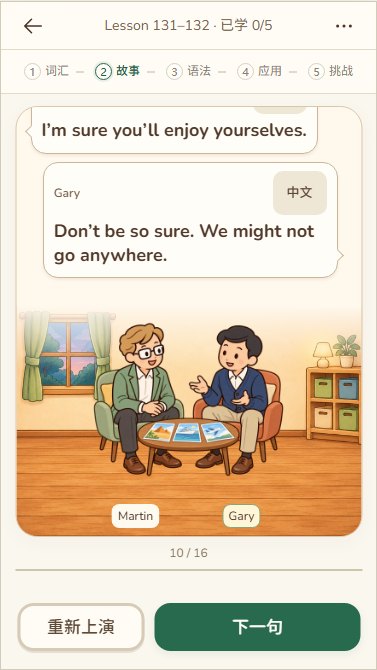 Lesson 131–132 · 已学 0/5
1 词汇 — 2 故事 — 3 语法 — 4 应用 — 5 挑战
I’m sure you’ll enjoy yourselves.
Gary
中文
Don’t be so sure. We might not
go anywhere.
Martin
Gary
10 / 16
重新上演
下一句